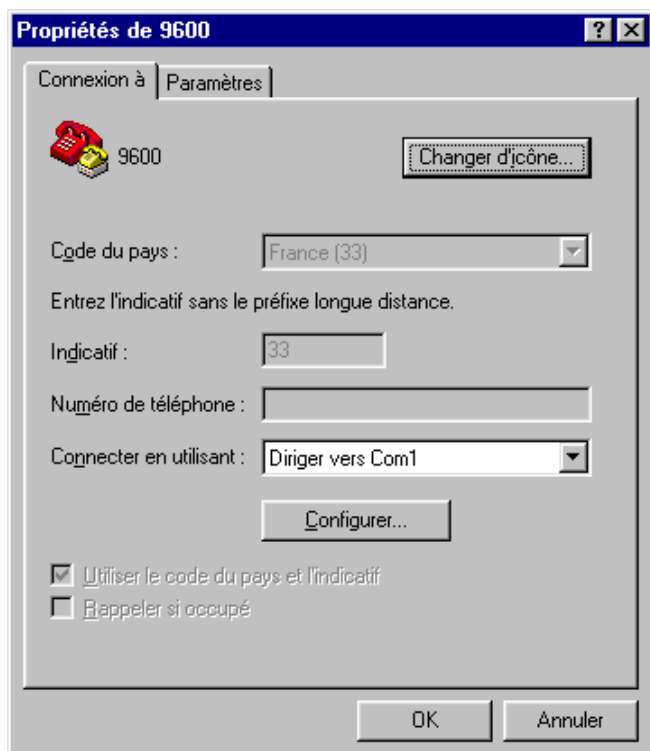 Propriétés de 9600
Connexion à Paramètres
9600 Changer d'icône...
Code du pays : France (33)
Entrez l'indicatif sans le préfixe longue distance.
Indicatif : 33
Numéro de téléphone :
Connecter en utilisant : Diriger vers Com1
Configurer...
Utiliser le code du pays et l'indicatif
Rappeler si occupé
OK Annuler